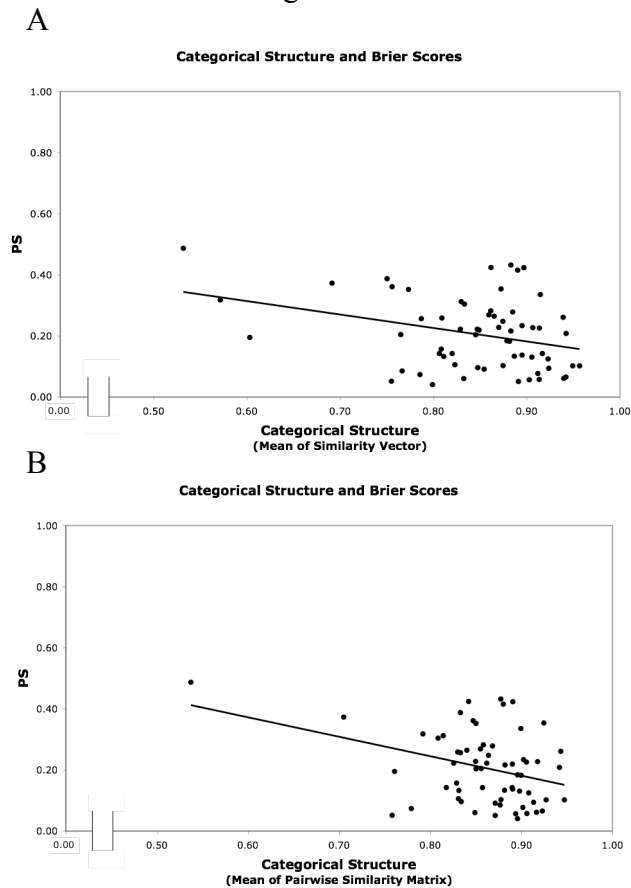 A
Categorical Structure and Brier Scores
1.00
0.80
0.60
PS
0.40
0.20
0.00
0.00 0.50 0.60 0.70 0.80 0.90 1.00
Categorical Structure
(Mean of Similarity Vector)
B
Categorical Structure and Brier Scores
1.00
0.80
0.60
PS
0.40
0.20
0.00
0.00 0.50 0.60 0.70 0.80 0.90 1.00
Categorical Structure
(Mean of Pairwise Similarity Matrix)